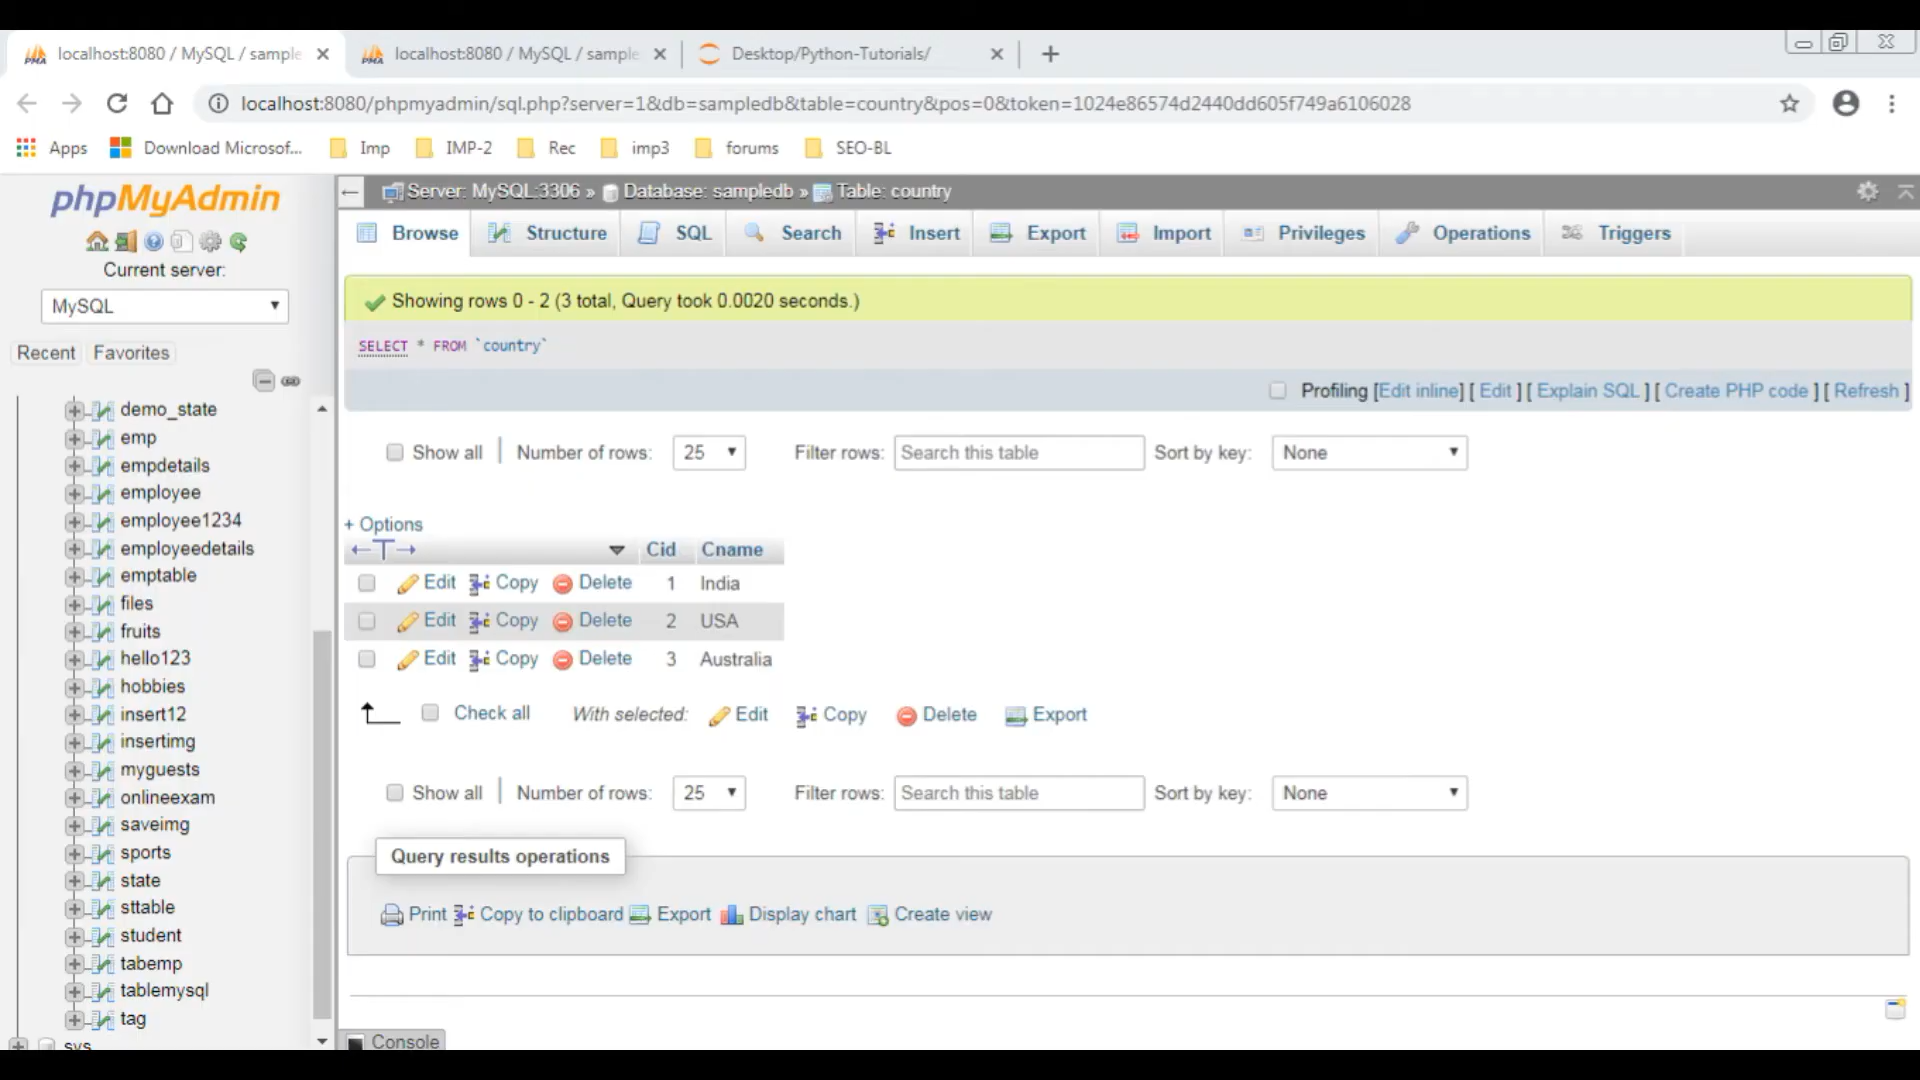 localhost:8080 / MySQL / sample
localhost:8080 / MySQL / sample
Desktop/Python-Tutorials/
localhost:8080/phpmyadmin/sql.php?server=1&db=sampledb&table=country&pos=0&token=1024e86574d2440dd605f749a6106028
Apps
Download Microsof...
Imp
IMP-2
Rec
imp3
forums
SEO-BL
phpMyAdmin
Current server:
MySQL
Recent
Favorites
demo_state
emp
empdetails
employee
employee1234
employeedetails
emptable
files
fruits
hello123
hobbies
insert12
insertimg
myguests
onlineexam
saveimg
sports
state
sttable
student
tabemp
tablemysql
tag
sys
Server: MySQL:3306 » Database: sampledb » Table: country
Browse
Structure
SQL
Search
Insert
Export
Import
Privileges
Operations
Triggers
Showing rows 0 - 2 (3 total, Query took 0.0020 seconds.)
SELECT * FROM `country`
Profiling [Edit inline] [ Edit ] [ Explain SQL ] [ Create PHP code ] [ Refresh ]
Show all | Number of rows: 25 Filter rows: Search this table Sort by key: None
+ Options
Cid Cname
Edit Copy Delete 1 India
Edit Copy Delete 2 USA
Edit Copy Delete 3 Australia
Check all With selected: Edit Copy Delete Export
Show all | Number of rows: 25 Filter rows: Search this table Sort by key: None
Query results operations
Print Copy to clipboard Export Display chart Create view
Console